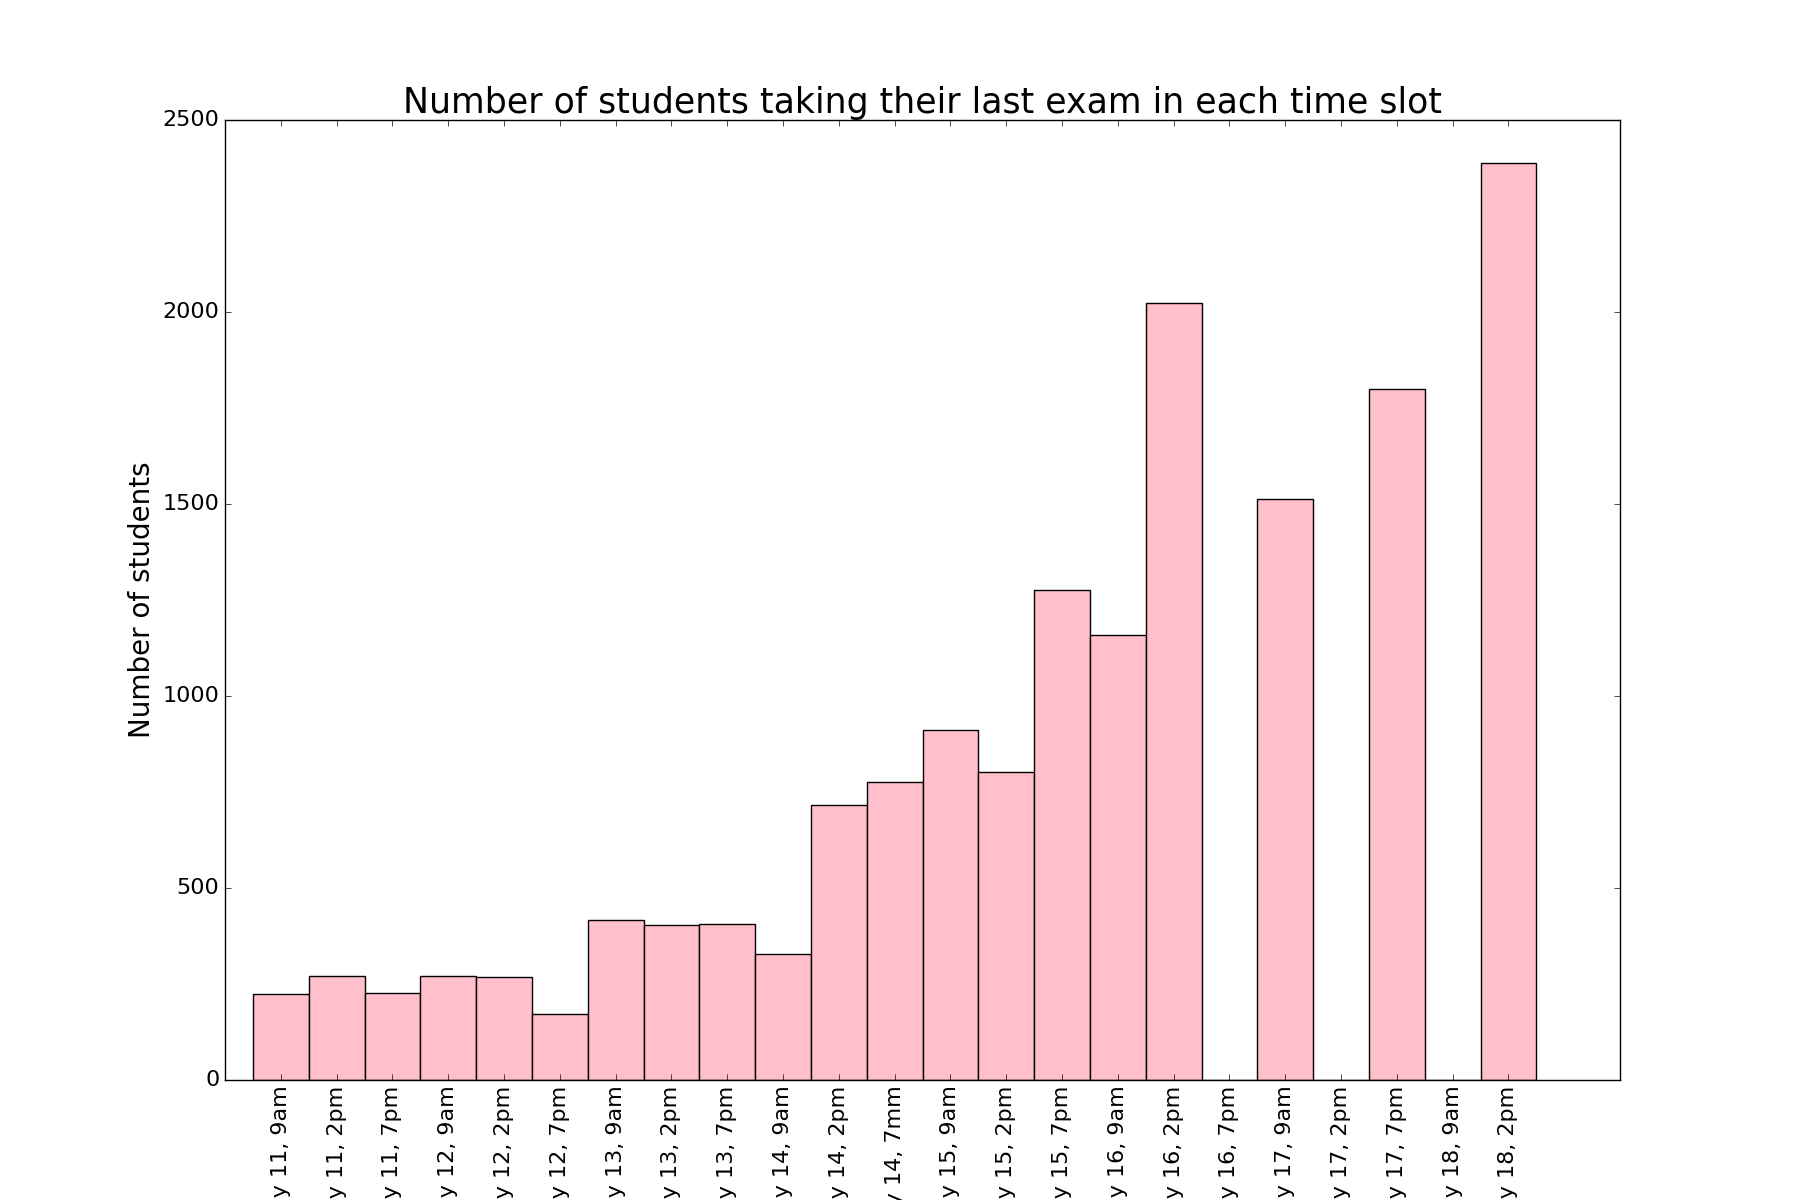 Number of students taking their last exam in each time slot
Number of students
2500
2000
1500
1000
500
0
y 11, 9am
y 11, 2pm
y 11, 7pm
y 12, 9am
y 12, 2pm
y 12, 7pm
y 13, 9am
y 13, 2pm
y 13, 7pm
y 14, 9am
y 14, 2pm
y 14, 7mm
y 15, 9am
y 15, 2pm
y 15, 7pm
y 16, 9am
y 16, 2pm
y 16, 7pm
y 17, 9am
y 17, 2pm
y 17, 7pm
y 18, 9am
y 18, 2pm